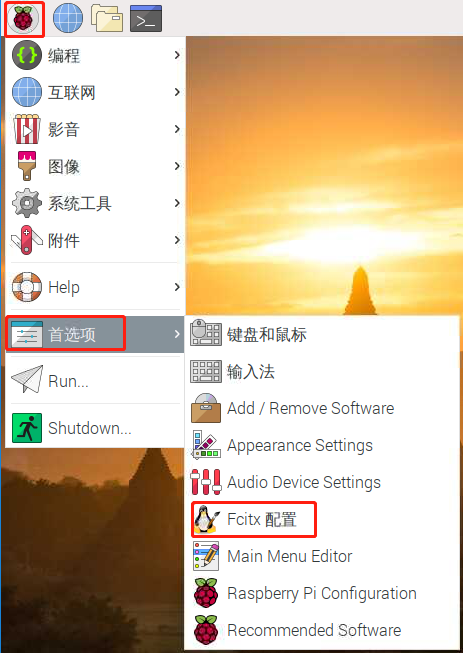 编程
互联网
影音
图像
系统工具
附件
Help
首选项
Run...
Shutdown...
键盘和鼠标
输入法
Add / Remove Software
Appearance Settings
Audio Device Settings
Fcitx 配置
Main Menu Editor
Raspberry Pi Configuration
Recommended Software